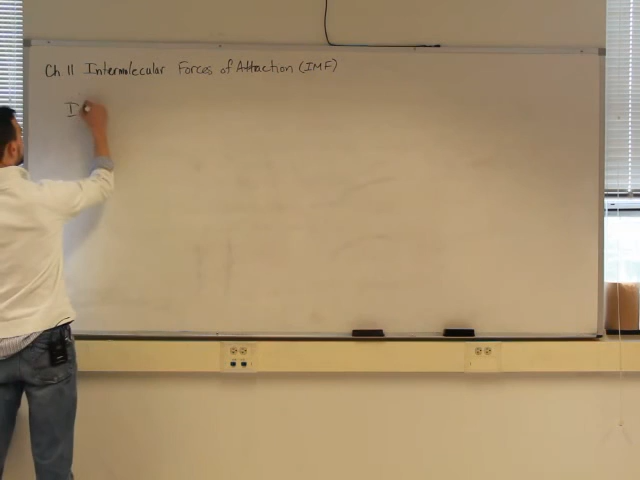 Ch 11 Intermolecular Forces of Attraction (IMF)
I